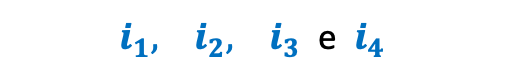 i₁, i₂, i₃ e i₄